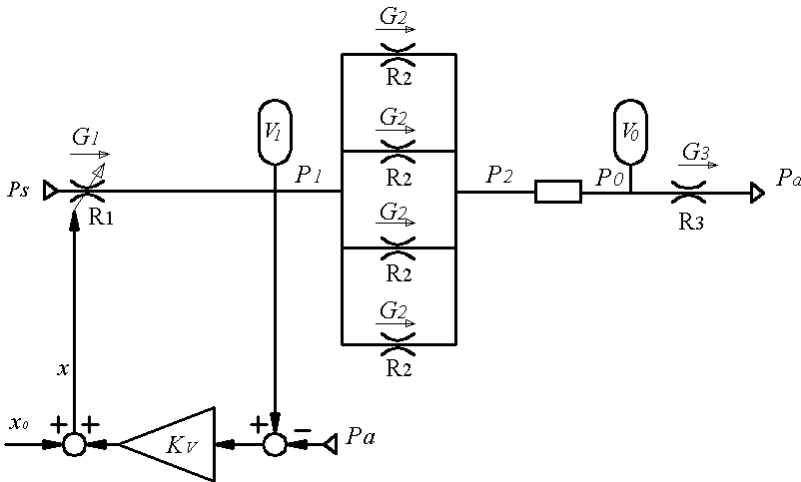 G2
R2
V1
V0
G1
G2
G3
Ps
P1
R2
P2
P0
Pa
R1
G2
R3
R2
G2
x
R2
x0
+
+
KV
+
−
Pa